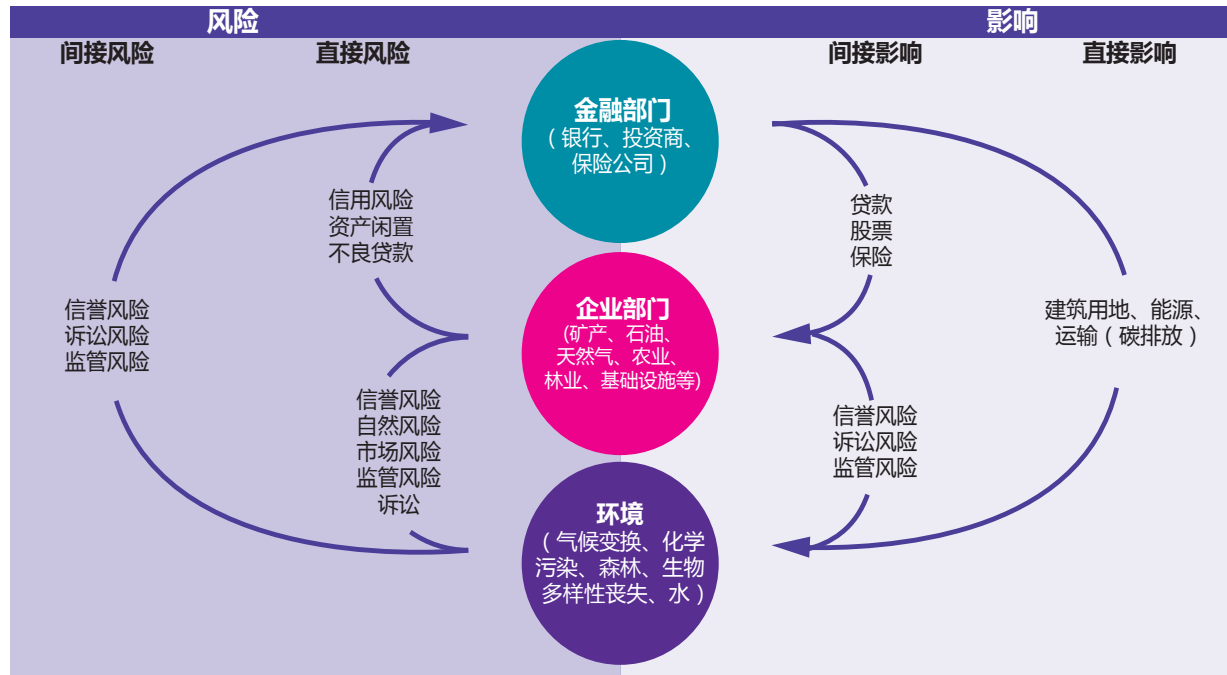 风险
影响
间接风险
直接风险
间接影响
直接影响
金融部门
（银行、投资商、
保险公司）
信用风险
资产闲置
不良贷款
贷款
股票
保险
信誉风险
诉讼风险
监管风险
企业部门
(矿产、石油、
天然气、农业、
林业、基础设施等)
建筑用地、能源、
运输（碳排放）
信誉风险
自然风险
市场风险
监管风险
诉讼
信誉风险
诉讼风险
监管风险
环境
（气候变换、化学
污染、森林、生物
多样性丧失、水）